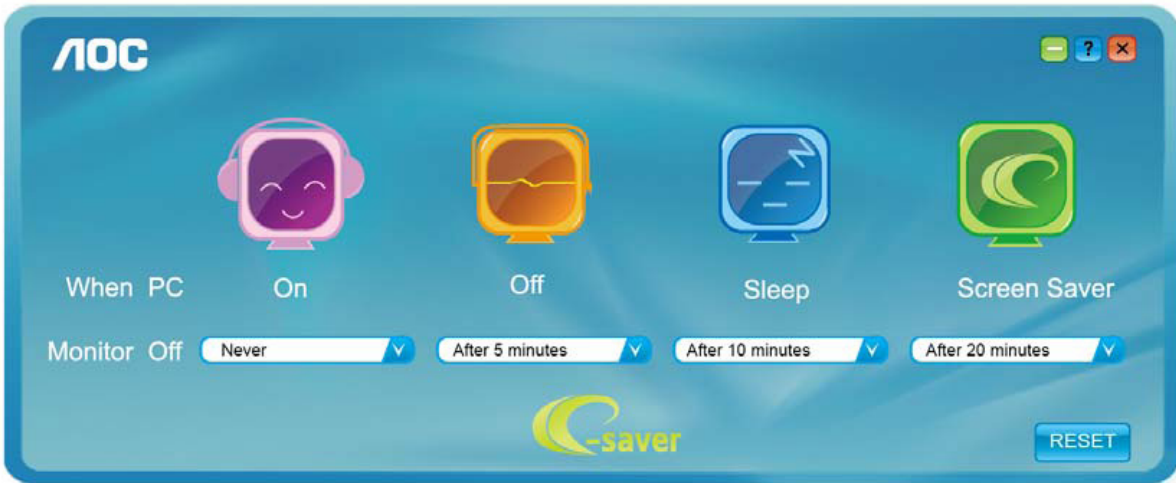 AOC
?
When PC On Off Sleep Screen Saver
Monitor Off Never After 5 minutes After 10 minutes After 20 minutes
e-saver
RESET